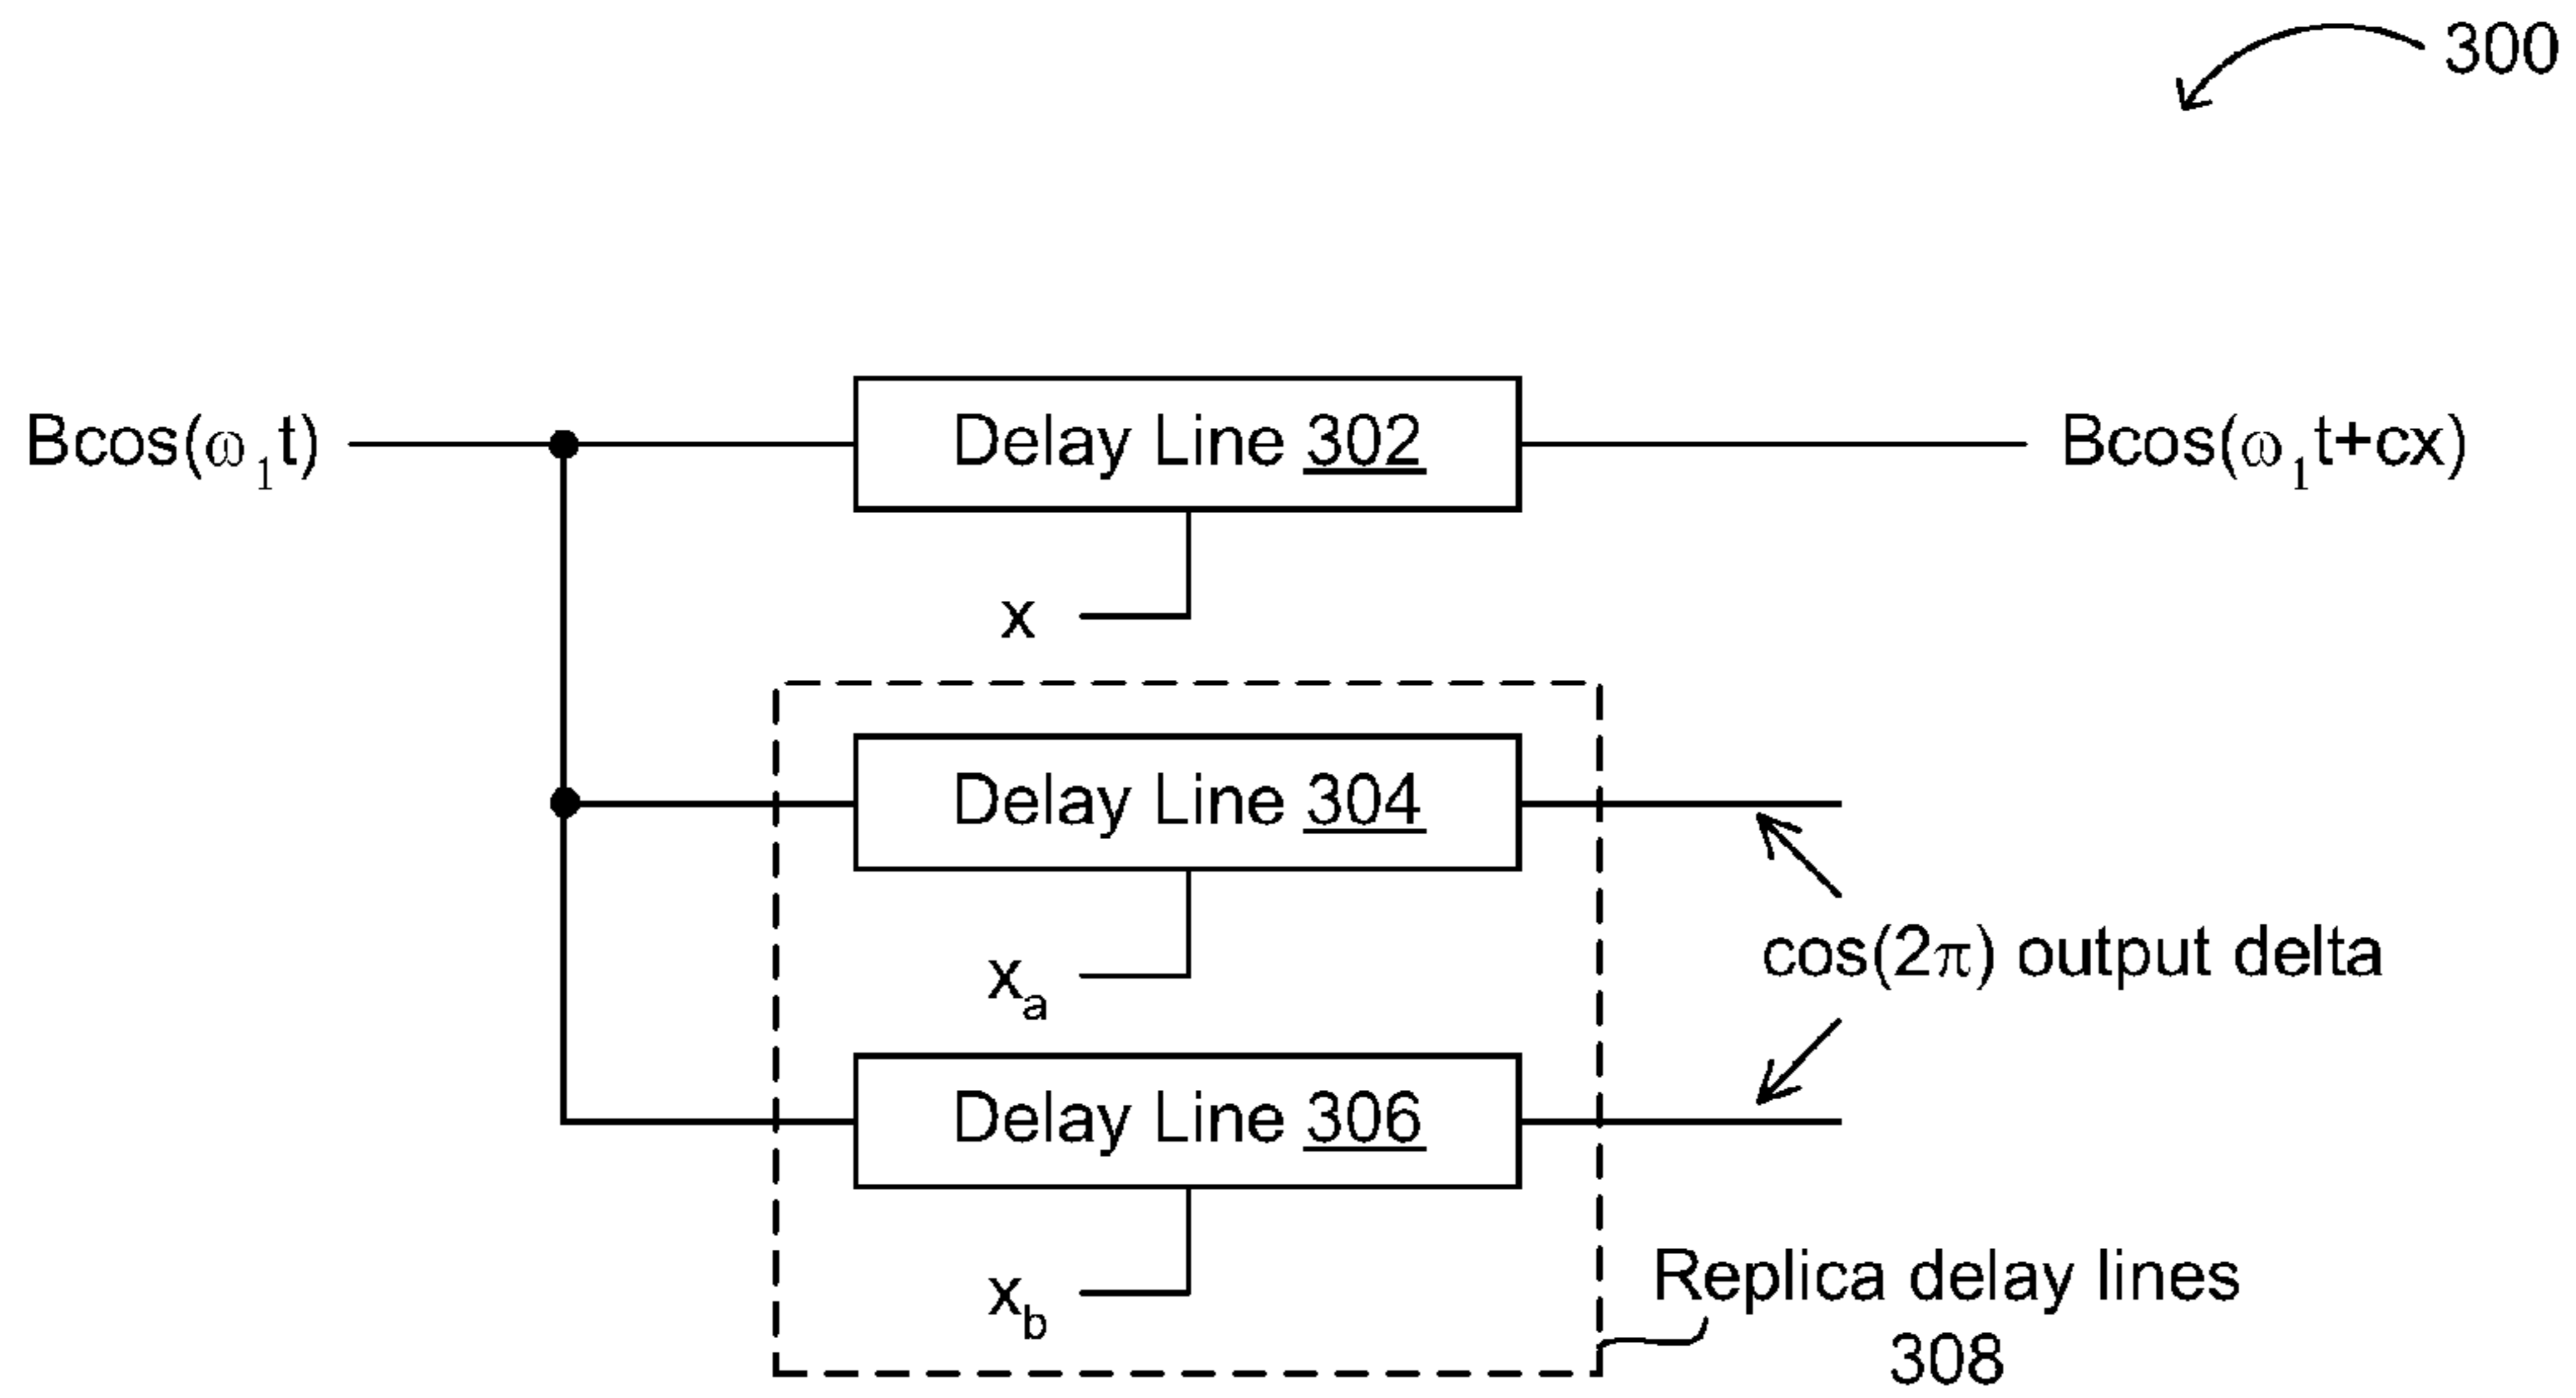 300
Bcos(ω₁t)
Delay Line 302
Bcos(ω₁t+cx)
x
Delay Line 304
xₐ
cos(2π) output delta
Delay Line 306
x_b
Replica delay lines
308